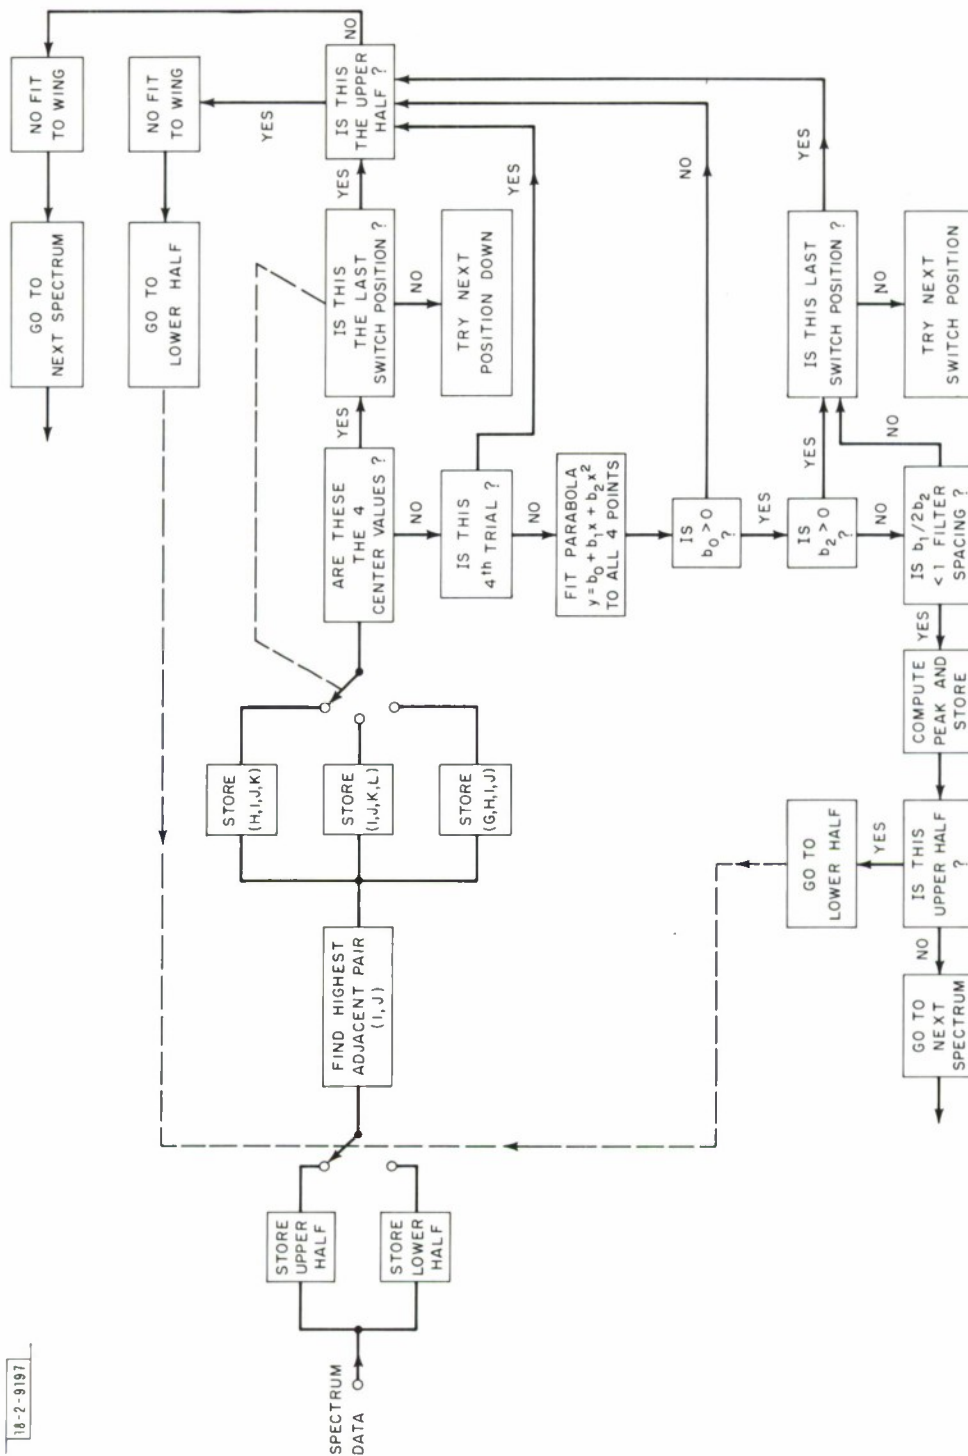 18-2-9197
SPECTRUM
DATA
STORE
UPPER
HALF
STORE
LOWER
HALF
FIND HIGHEST
ADJACENT PAIR
(I,J)
STORE
(H,I,J,K)
STORE
(I,J,K,L)
STORE
(G,H,I,J)
ARE THESE
THE 4
CENTER VALUES ?
YES
NO
IS THIS
THE LAST
SWITCH POSITION ?
YES
NO
TRY NEXT
POSITION DOWN
IS THIS
THE UPPER
HALF ?
YES
NO
NO FIT
TO WING
GO TO
NEXT SPECTRUM
NO FIT
TO WING
GO TO
LOWER HALF
IS THIS
4th TRIAL ?
YES
NO
FIT PARABOLA
y = b0 + b1x + b2x²
TO ALL 4 POINTS
IS
b0 > 0
?
NO
YES
IS
b2 > 0
?
YES
NO
IS THIS LAST
SWITCH POSITION ?
YES
NO
TRY NEXT
SWITCH POSITION
IS b1/2b2
< 1 FILTER
SPACING ?
NO
YES
COMPUTE
PEAK AND
STORE
IS THIS
UPPER HALF
?
YES
GO TO
LOWER HALF
NO
GO TO
NEXT
SPECTRUM